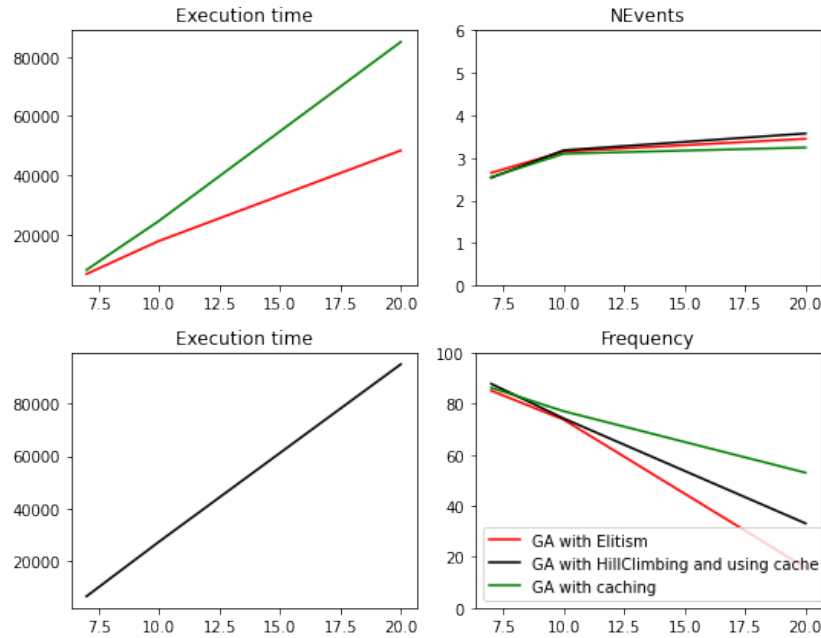 Execution time
80000
60000
40000
20000
7.5 10.0 12.5 15.0 17.5 20.0
NEvents
6
5
4
3
2
1
0
7.5 10.0 12.5 15.0 17.5 20.0
Execution time
80000
60000
40000
20000
7.5 10.0 12.5 15.0 17.5 20.0
Frequency
100
80
60
40
20
0
GA with Elitism
GA with HillClimbing and using cache
GA with caching
7.5 10.0 12.5 15.0 17.5 20.0